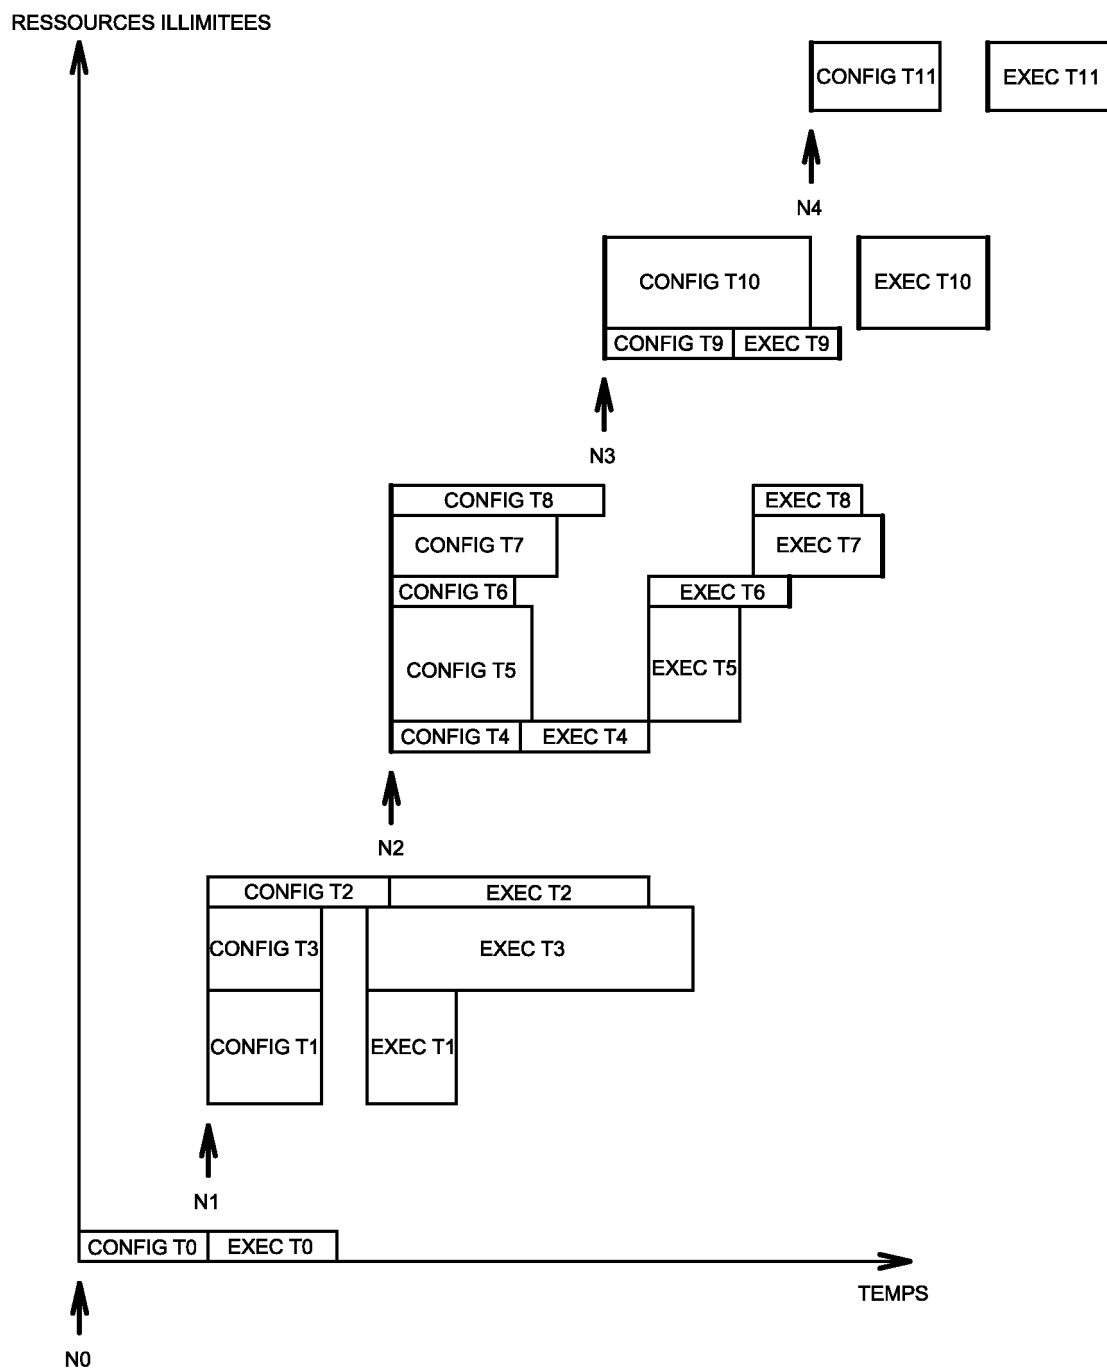 RESSOURCES ILLIMITEES
CONFIG T11 EXEC T11
N4
CONFIG T10 EXEC T10
CONFIG T9 EXEC T9
N3
CONFIG T8 EXEC T8
CONFIG T7 EXEC T7
CONFIG T6 EXEC T6
CONFIG T5 EXEC T5
CONFIG T4 EXEC T4
N2
CONFIG T2 EXEC T2
CONFIG T3 EXEC T3
CONFIG T1 EXEC T1
N1
CONFIG T0 EXEC T0
TEMPS
N0